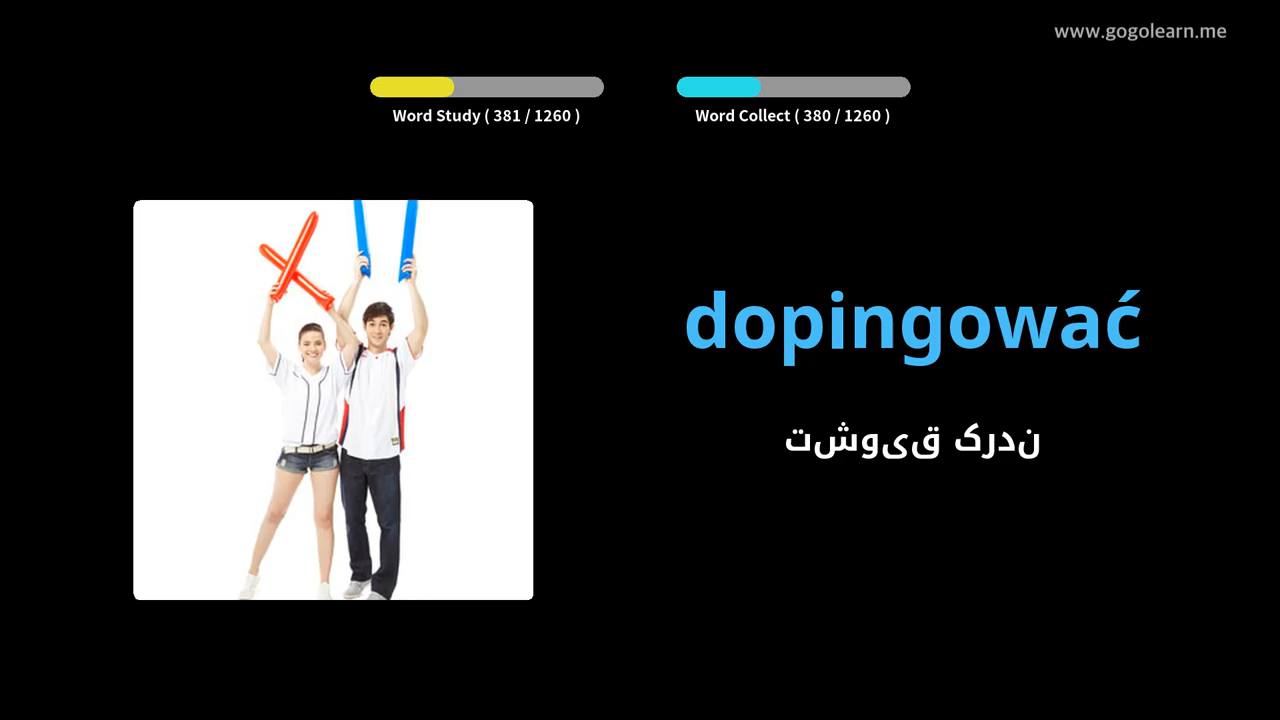 www.gogolearn.me
Word Study ( 381 / 1260 )
Word Collect ( 380 / 1260 )
dopingować
تشویق کردن